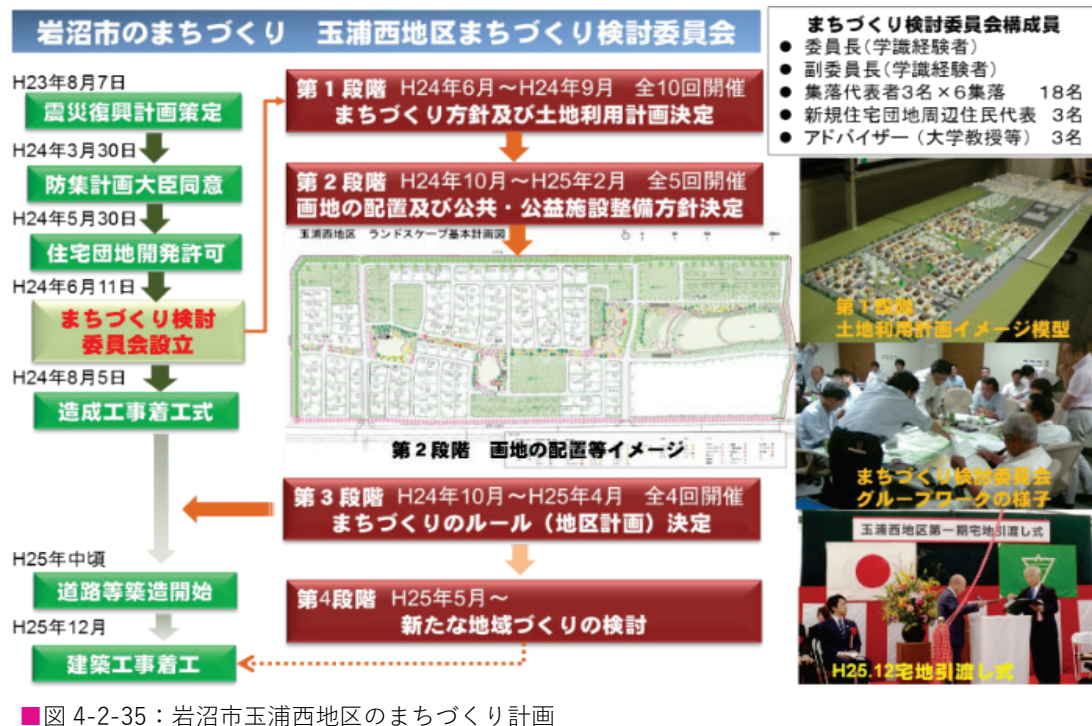 岩沼市のまちづくり 玉浦西地区まちづくり検討委員会
H23年8月7日
震災復興計画策定
H24年3月30日
防集計画大臣同意
H24年5月30日
住宅団地開発許可
H24年6月11日
まちづくり検討
委員会設立
H24年8月5日
造成工事着工式
H25年中頃
道路等築造開始
H25年12月
建築工事着工
第1段階 H24年6月～H24年9月 全10回開催
まちづくり方針及び土地利用計画決定
第2段階 H24年10月～H25年2月 全5回開催
画地の配置及び公共・公益施設整備方針決定
玉浦西地区 ランドスケープ基本計画図
第2段階 画地の配置等イメージ
第3段階 H24年10月～H25年4月 全4回開催
まちづくりのルール（地区計画）決定
第4段階 H25年5月～
新たな地域づくりの検討
まちづくり検討委員会構成員
● 委員長(学識経験者)
● 副委員長(学識経験者)
● 集落代表者3名×6集落 18名
● 新規住宅団地周辺住民代表 3名
● アドバイザー（大学教授等） 3名
第1段階
土地利用計画イメージ模型
まちづくり検討委員会
グループワークの様子
玉浦西地区第一期宅地引渡し式
H25.12宅地引渡し式
■図 4-2-35：岩沼市玉浦西地区のまちづくり計画